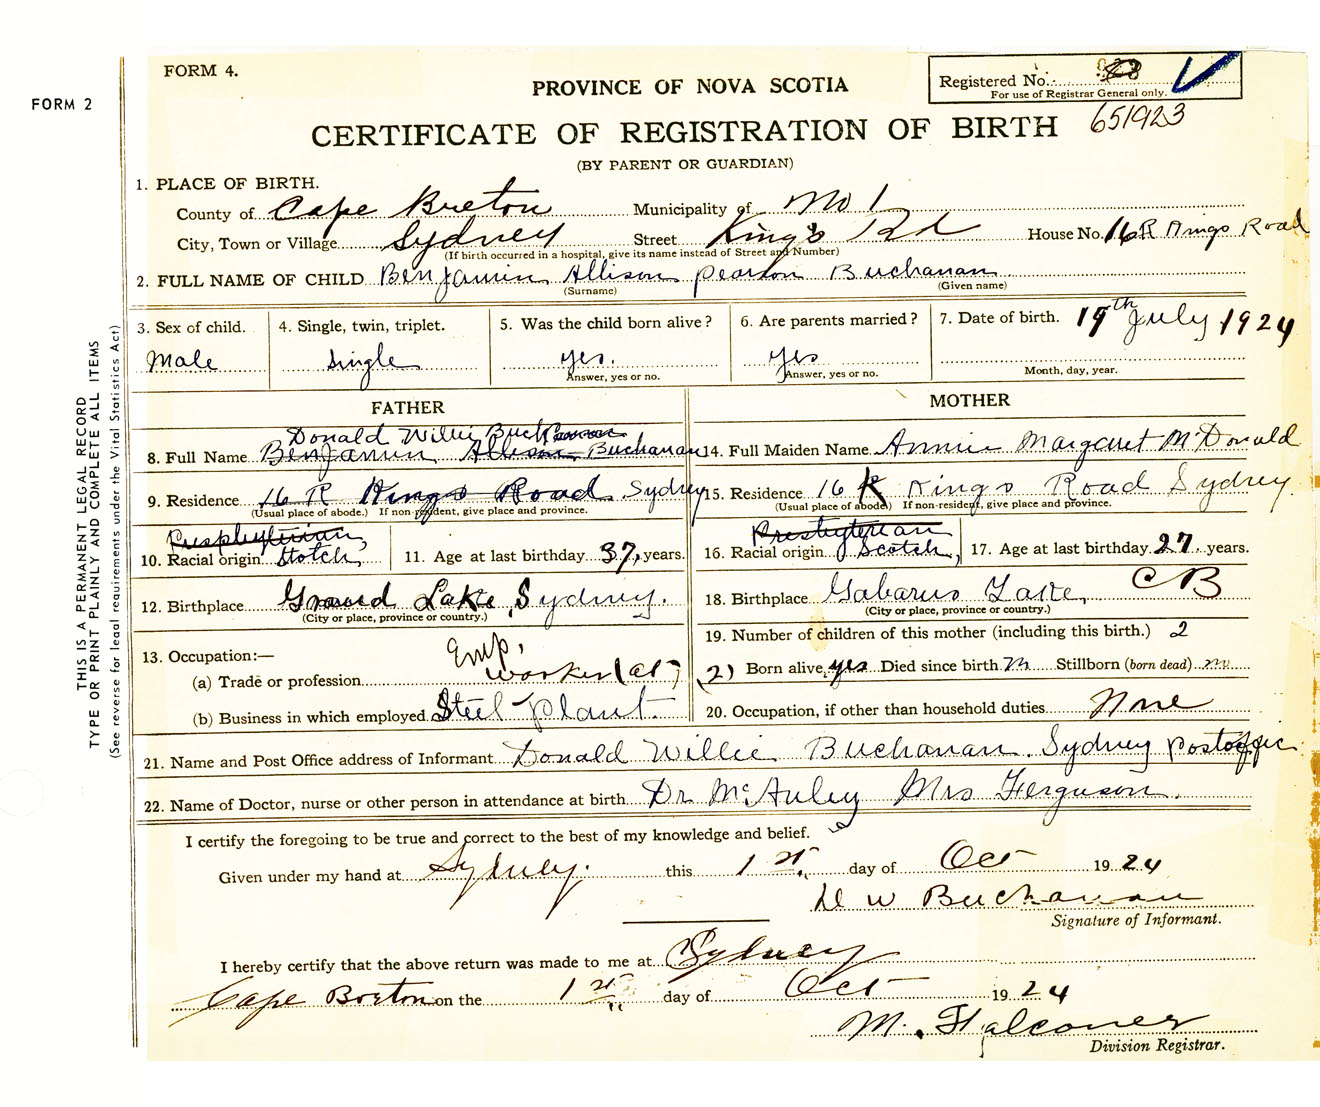 FORM 4.
FORM 2
Registered No.
For use of Registrar General only.
PROVINCE OF NOVA SCOTIA
651923
CERTIFICATE OF REGISTRATION OF BIRTH
(BY PARENT OR GUARDIAN)
1. PLACE OF BIRTH.
County of Cape Breton Municipality of No 1
City, Town or Village Sydney Street King's Rd House No. 16 R Kings Road
(If birth occurred in a hospital, give its name instead of Street and Number)
2. FULL NAME OF CHILD Benjamin Allison Pearson Buchanan
(Surname) (Given name)
3. Sex of child. 4. Single, twin, triplet. 5. Was the child born alive? 6. Are parents married? 7. Date of birth. 19th July 1924
Male Single yes. yes
Answer, yes or no. Answer, yes or no. Month, day, year.
FATHER MOTHER
Donald Willie Buchanan
8. Full Name Benjamin Allison Buchanan 14. Full Maiden Name Annie Margaret McDonald
9. Residence 16 R Kings Road Sydney 15. Residence 16 R Kings Road Sydney
(Usual place of abode.) If non-resident, give place and province. (Usual place of abode) If non-resident, give place and province.
Presbyterian Presbyterian
10. Racial origin Scotch, 11. Age at last birthday 37, years. 16. Racial origin Scotch, 17. Age at last birthday 27 years.
12. Birthplace Grand Lake, Sydney. 18. Birthplace Gabarus Lake, C B
(City or place, province or country.) (City or place, province or country.)
19. Number of children of this mother (including this birth.) 2
13. Occupation:— Emp.
(a) Trade or profession worker (at) (2) Born alive, yes Died since birth Stillborn (born dead)
(b) Business in which employed Steel plant. 20. Occupation, if other than household duties None
21. Name and Post Office address of Informant Donald Willie Buchanan. Sydney postoffic
22. Name of Doctor, nurse or other person in attendance at birth Dr McAuley Mrs Ferguson.
I certify the foregoing to be true and correct to the best of my knowledge and belief.
Given under my hand at Sydney. this 1st day of Oct 1924
D W Buchanan
Signature of Informant.
I hereby certify that the above return was made to me at Sydney
Cape Breton on the 1st day of Oct 1924
M. Falconer
Division Registrar.
THIS IS A PERMANENT LEGAL RECORD
TYPE OR PRINT PLAINLY AND COMPLETE ALL ITEMS
(See reverse for legal requirements under the Vital Statistics Act)